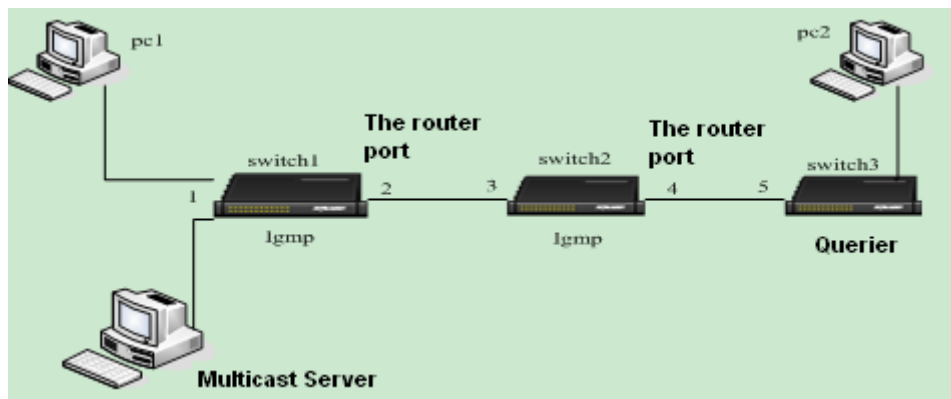 pc1
pc2
The router
port
The router
port
switch1
switch2
switch3
1
2
3
4
5
Igmp
Igmp
Querier
Multicast Server